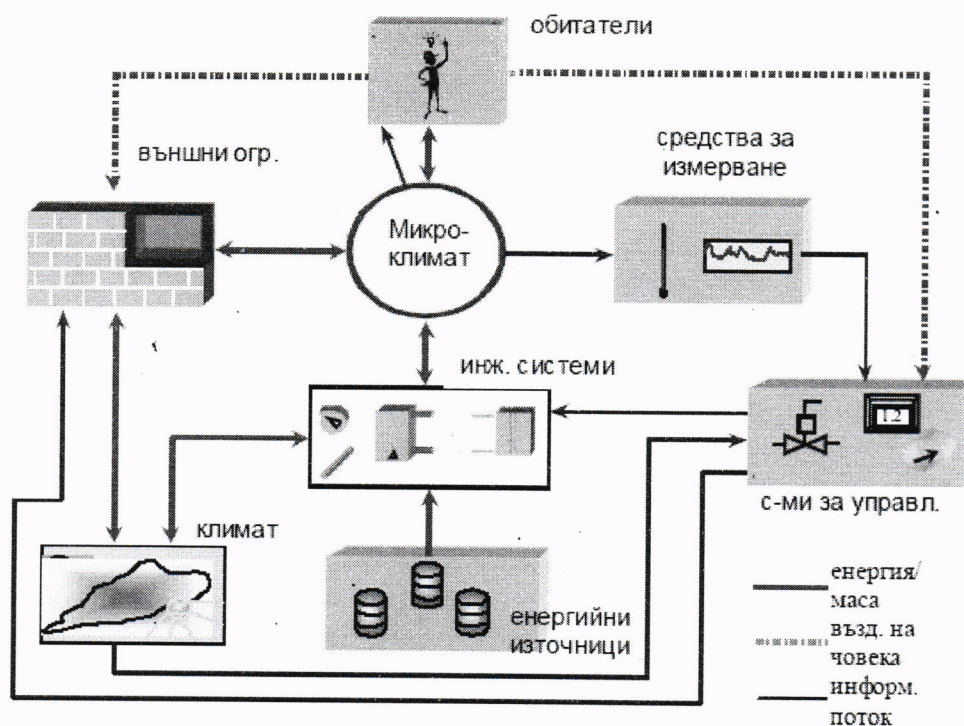 обитатели
външни огр.
средства за
измерване
Микро-
климат
инж. системи
12
с-ми за управл.
климат
енергийни
източници
енергия/
маса
възд. на
човека
информ.
поток